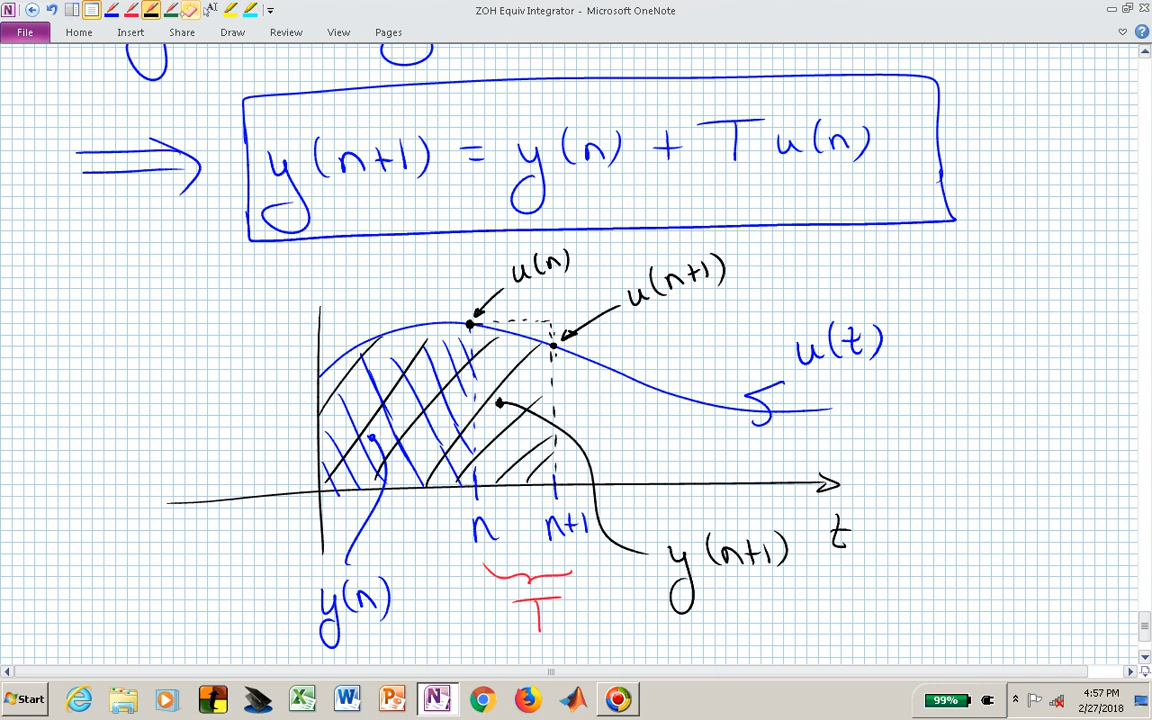 ZOH Equiv Integrator - Microsoft OneNote
File Home Insert Share Draw Review View Pages
y(n+1) = y(n) + T u(n)
u(n)
u(n+1)
u(t)
n n+1
t
y(n+1)
y(n)
T
Start
99%
4:57 PM
2/27/2018